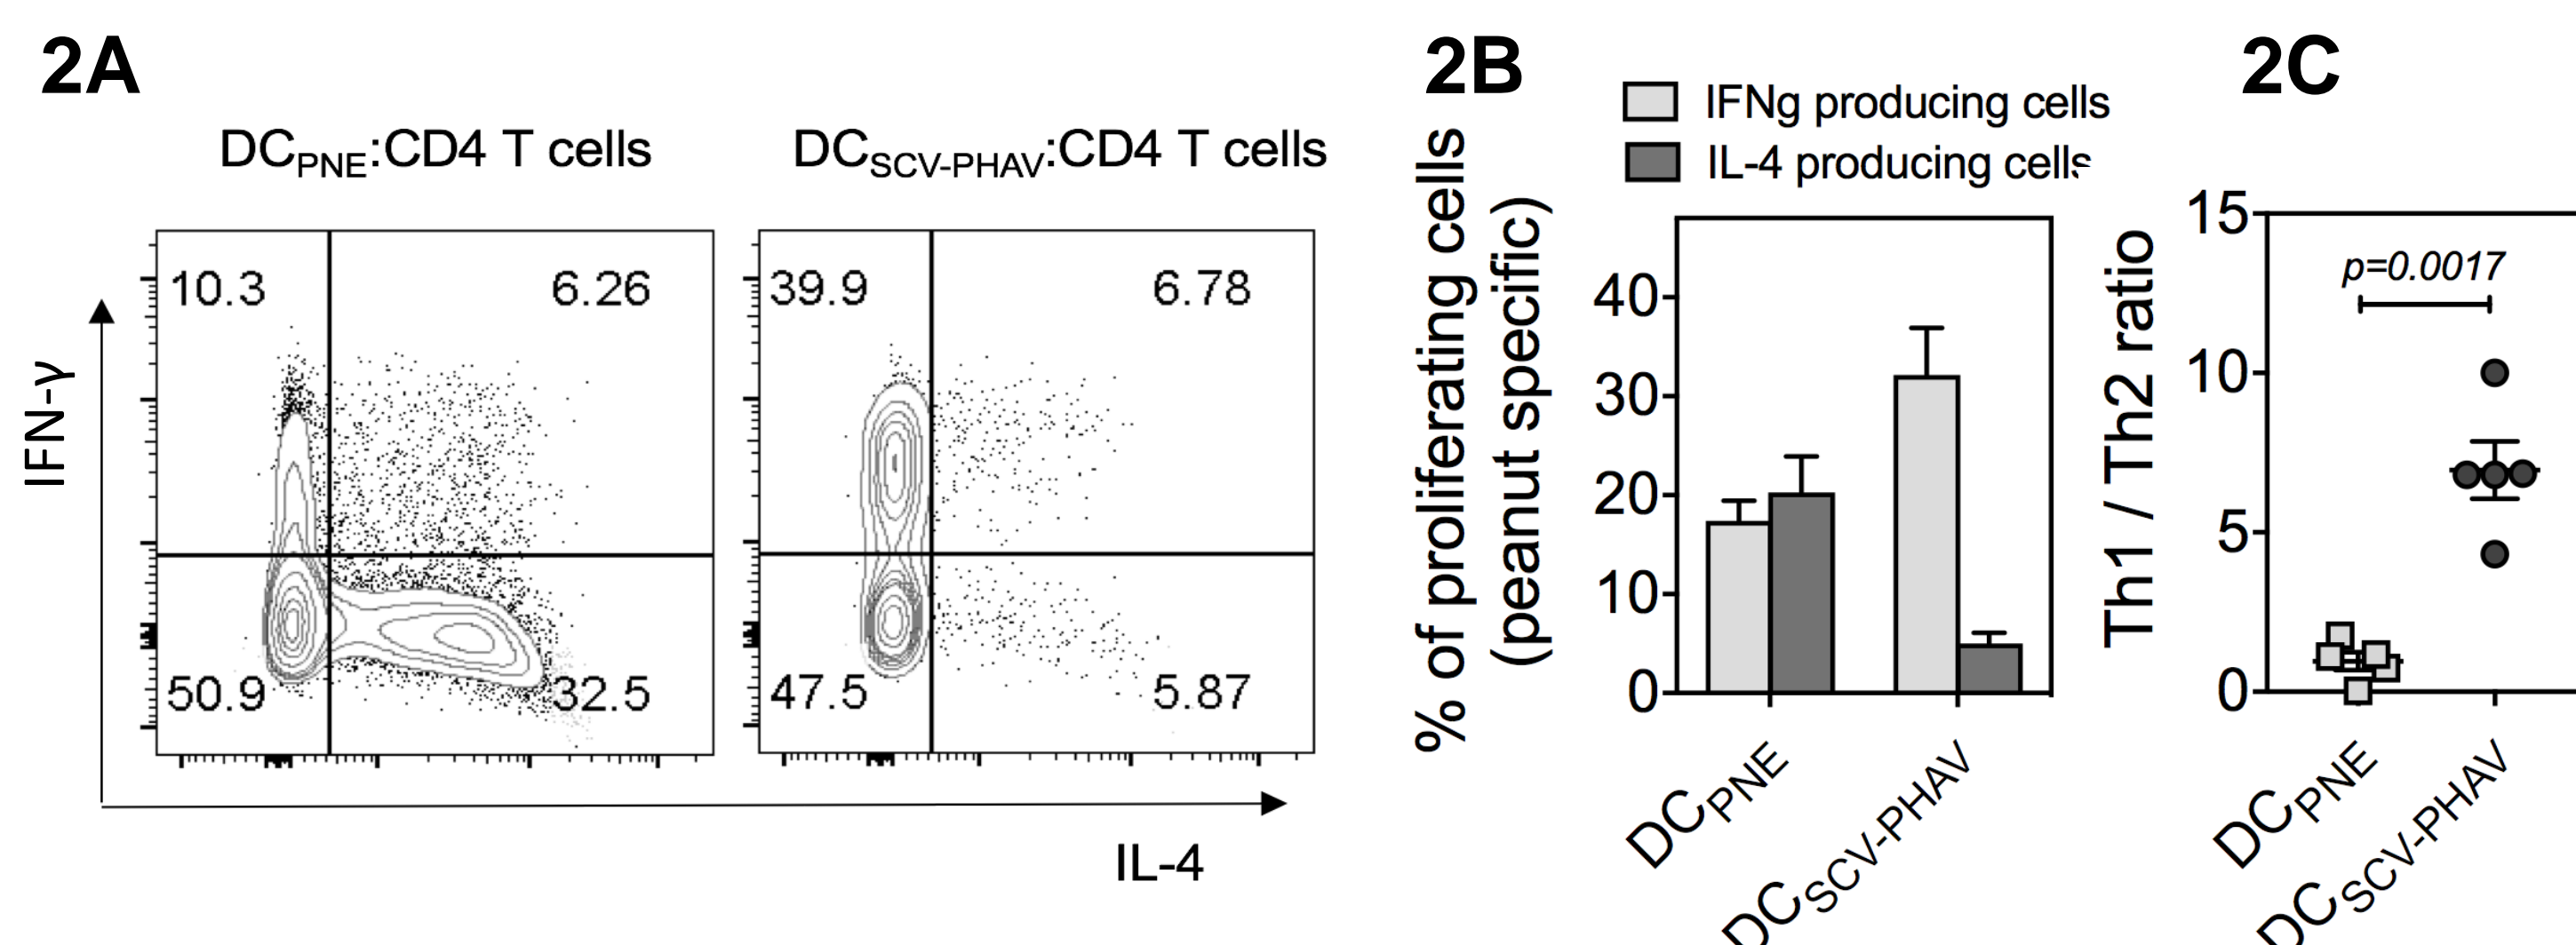 2A
DCPNE:CD4 T cells
DCSCV-PHAV:CD4 T cells
10.3
6.26
50.9
32.5
39.9
6.78
47.5
5.87
IFN-γ
IL-4
2B
IFNg producing cells
IL-4 producing cells
% of proliferating cells
(peanut specific)
40
30
20
10
0
DCPNE
DCSCV-PHAV
2C
Th1 / Th2 ratio
15
10
5
0
p=0.0017
DCPNE
DCSCV-PHAV